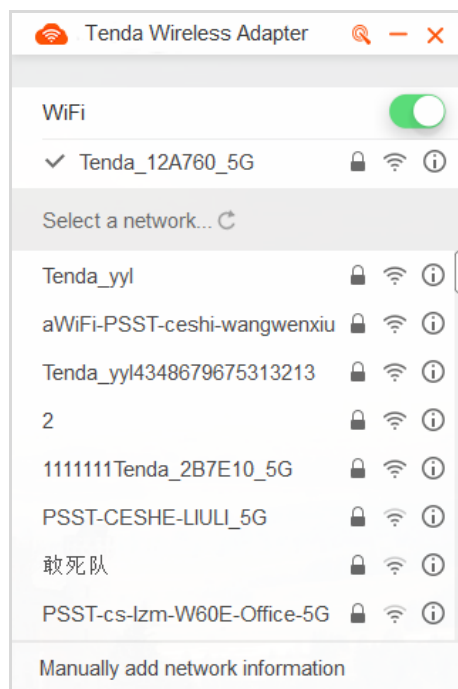 Tenda Wireless Adapter
WiFi
Tenda_12A760_5G
Select a network...
Tenda_yyl
aWiFi-PSST-ceshi-wangwenxiu
Tenda_yyl4348679675313213
2
1111111Tenda_2B7E10_5G
PSST-CESHE-LIULI_5G
敢死队
PSST-cs-lzm-W60E-Office-5G
Manually add network information